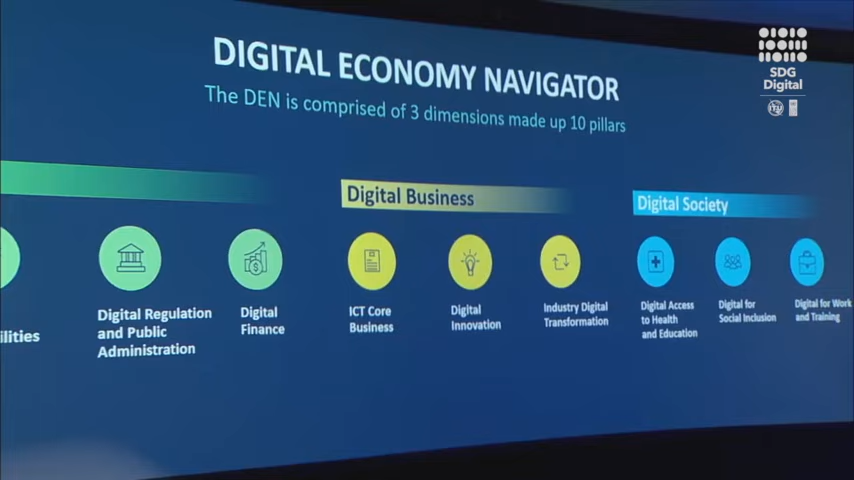 DIGITAL ECONOMY NAVIGATOR
The DEN is comprised of 3 dimensions made up 10 pillars
SDG
Digital
ITU
Digital Business
Digital Society
ilities
Digital Regulation
and Public
Administration
Digital
Finance
ICT Core
Business
Digital
Innovation
Industry Digital
Transformation
Digital Access
to Health
and Education
Digital for
Social Inclusion
Digital for Work
and Training